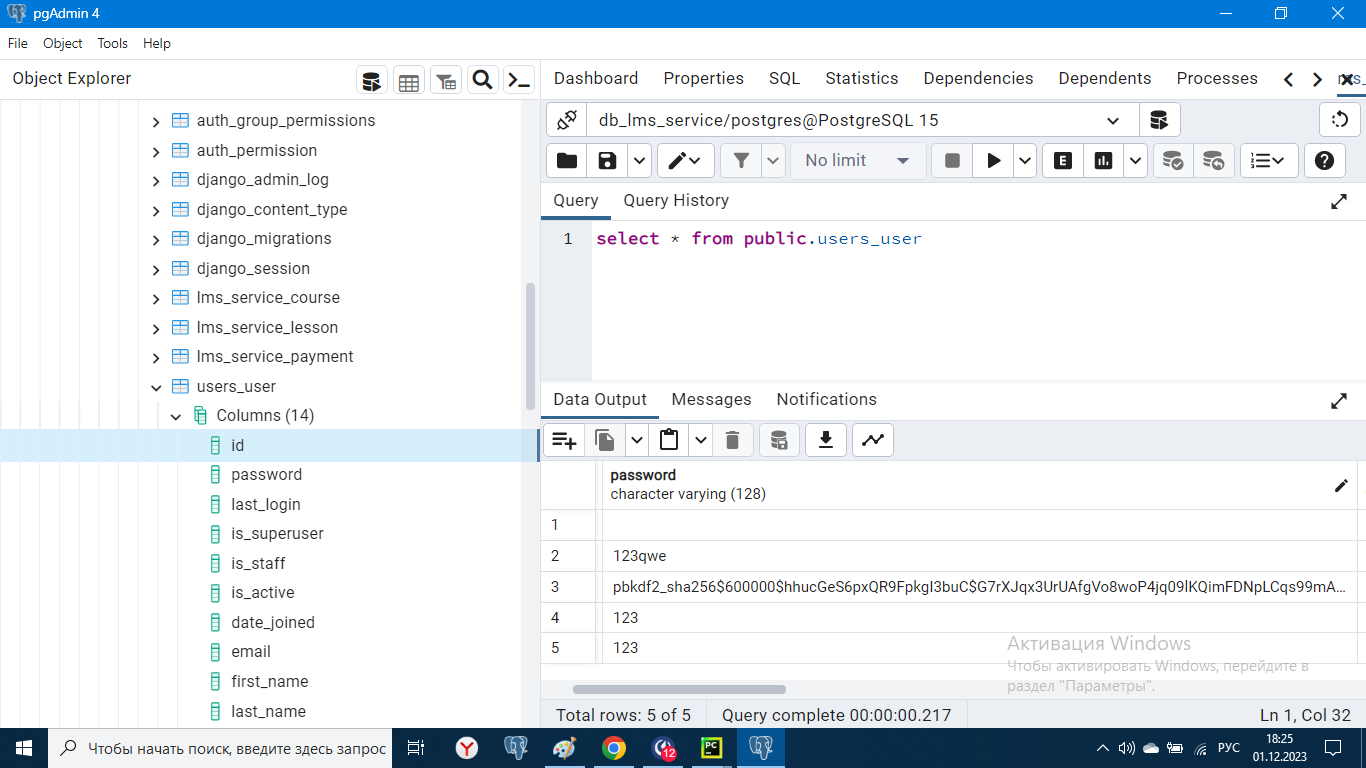 pgAdmin 4
File Object Tools Help
Object Explorer
Dashboard Properties SQL Statistics Dependencies Dependents Processes
auth_group_permissions
auth_permission
django_admin_log
django_content_type
django_migrations
django_session
lms_service_course
lms_service_lesson
lms_service_payment
users_user
Columns (14)
id
password
last_login
is_superuser
is_staff
is_active
date_joined
email
first_name
last_name
db_lms_service/postgres@PostgreSQL 15
No limit
E
Query Query History
1 select * from public.users_user
Data Output Messages Notifications
password
character varying (128)
1
2 123qwe
3 pbkdf2_sha256$600000$hhucGeS6pxQR9FpkgI3buC$G7rXJqx3UrUAfgVo8woP4jq09lKQimFDNpLCqs99mA...
4 123
5 123
Активация Windows
Чтобы активировать Windows, перейдите в
раздел "Параметры".
Total rows: 5 of 5 Query complete 00:00:00.217 Ln 1, Col 32
Чтобы начать поиск, введите здесь запрос
12
PC
РУС
18:25
01.12.2023